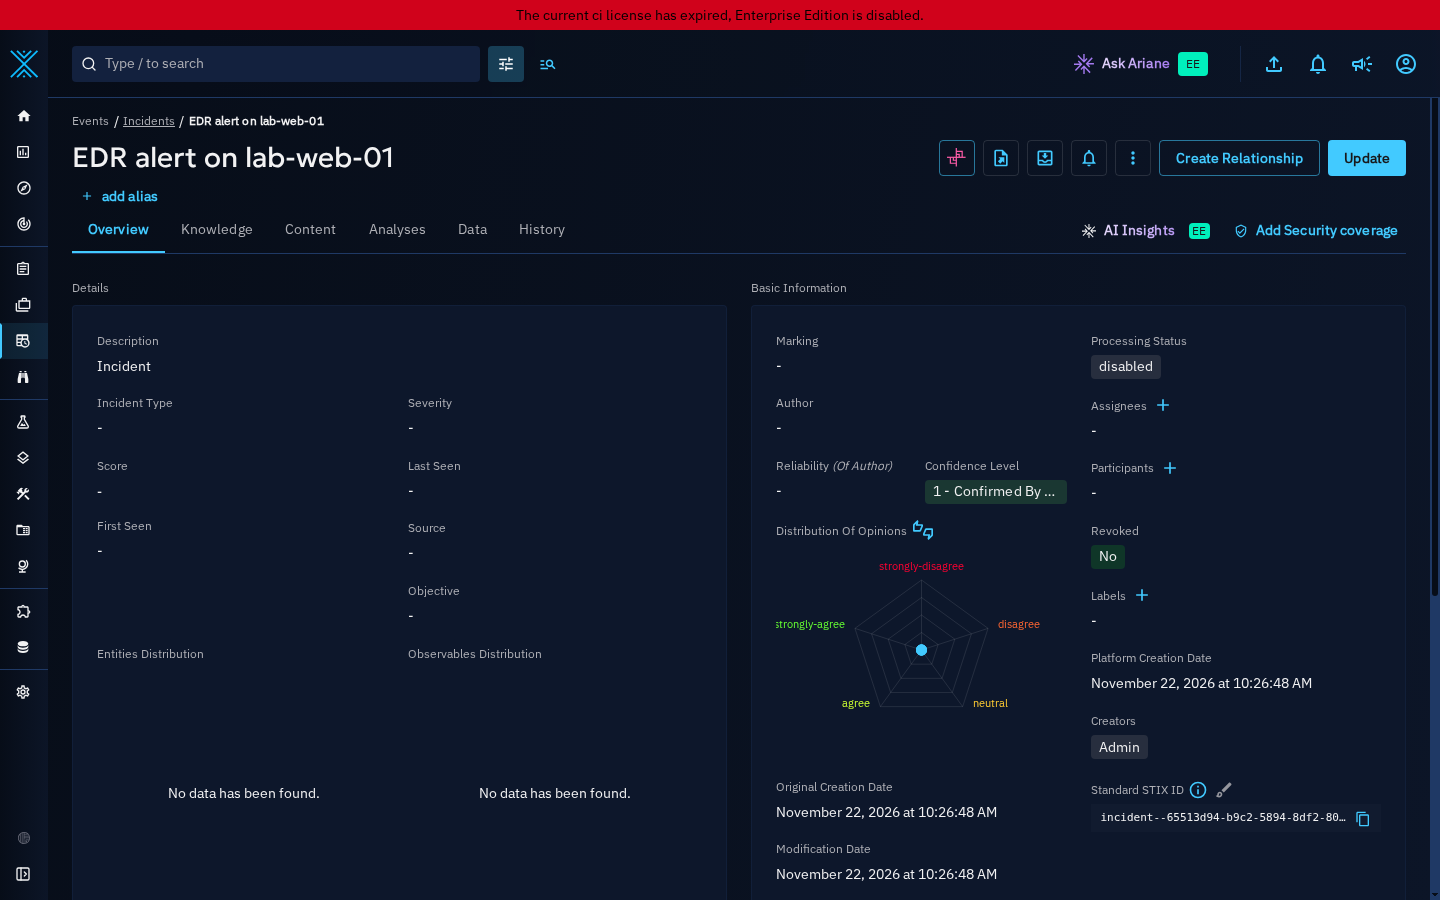 The current ci license has expired, Enterprise Edition is disabled.
Type / to search
Ask Ariane EE
Events / Incidents / EDR alert on lab-web-01
EDR alert on lab-web-01
Create Relationship
Update
+ add alias
Overview Knowledge Content Analyses Data History
AI Insights EE
Add Security coverage
Details
Description
Incident
Incident Type
-
Severity
-
Score
-
Last Seen
-
First Seen
-
Source
-
Objective
-
Entities Distribution
No data has been found.
Observables Distribution
No data has been found.
Basic Information
Marking
-
Processing Status
disabled
Author
-
Assignees +
-
Reliability (Of Author)
-
Confidence Level
1 - Confirmed By ...
Participants +
-
Distribution Of Opinions
strongly-disagree
strongly-agree
disagree
agree
neutral
Revoked
No
Labels +
-
Platform Creation Date
November 22, 2026 at 10:26:48 AM
Creators
Admin
Original Creation Date
November 22, 2026 at 10:26:48 AM
Standard STIX ID
incident--65513d94-b9c2-5894-8df2-80…
Modification Date
November 22, 2026 at 10:26:48 AM